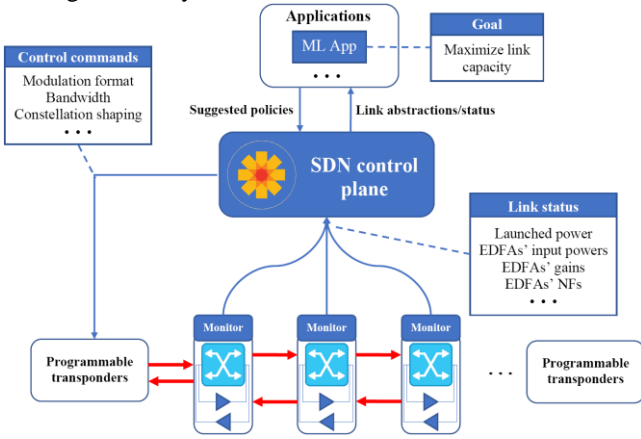 Applications
ML App
• • •
Goal
Maximize link
capacity
Control commands
Modulation format
Bandwidth
Constellation shaping
• • •
Suggested policies
Link abstractions/status
SDN control
plane
Link status
Launched power
EDFAs’ input powers
EDFAs’ gains
EDFAs’ NFs
• • •
Monitor
Monitor
Monitor
Programmable
transponders
• • •
Programmable
transponders